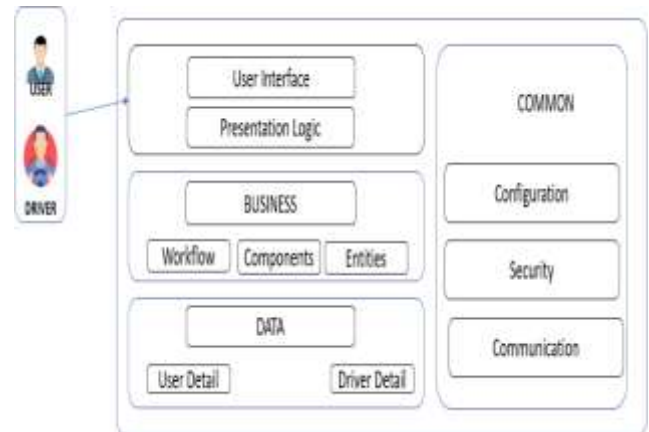 USER
DRIVER
User Interface
Presentation Logic
BUSINESS
Workflow
Components
Entities
DATA
User Detail
Driver Detail
COMMON
Configuration
Security
Communication